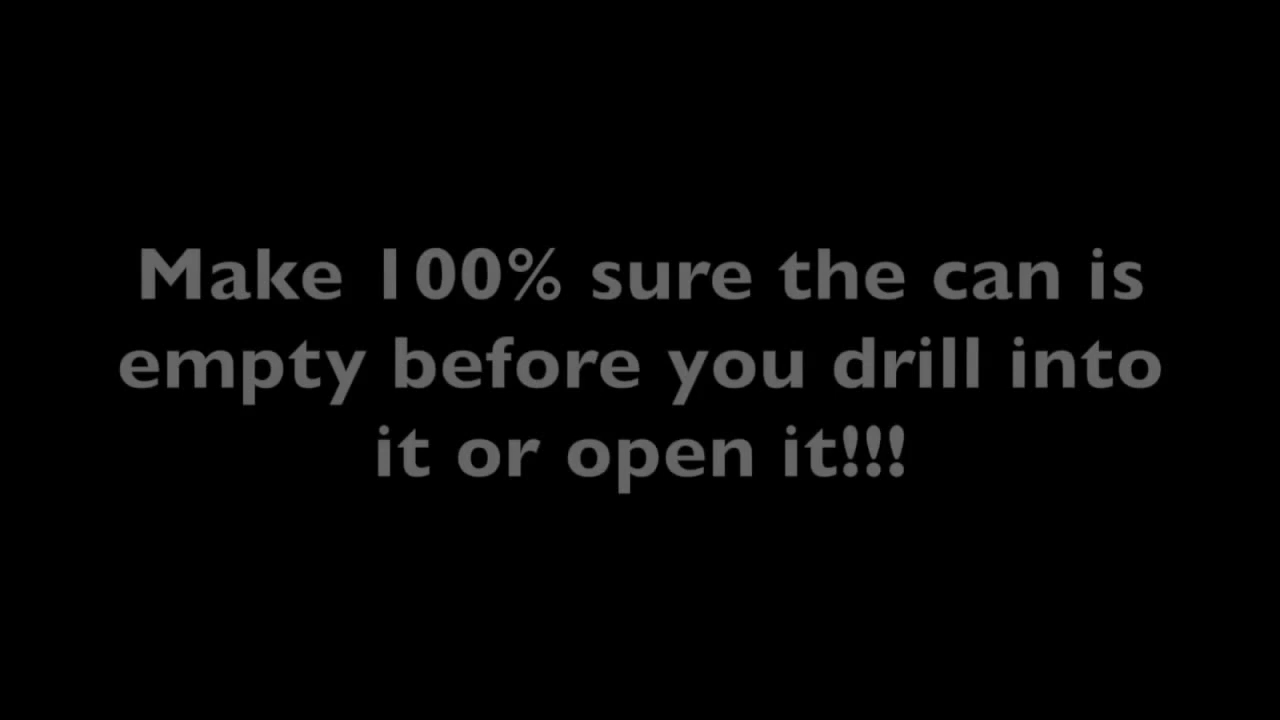 Make 100% sure the can is
empty before you drill into
it or open it!!!